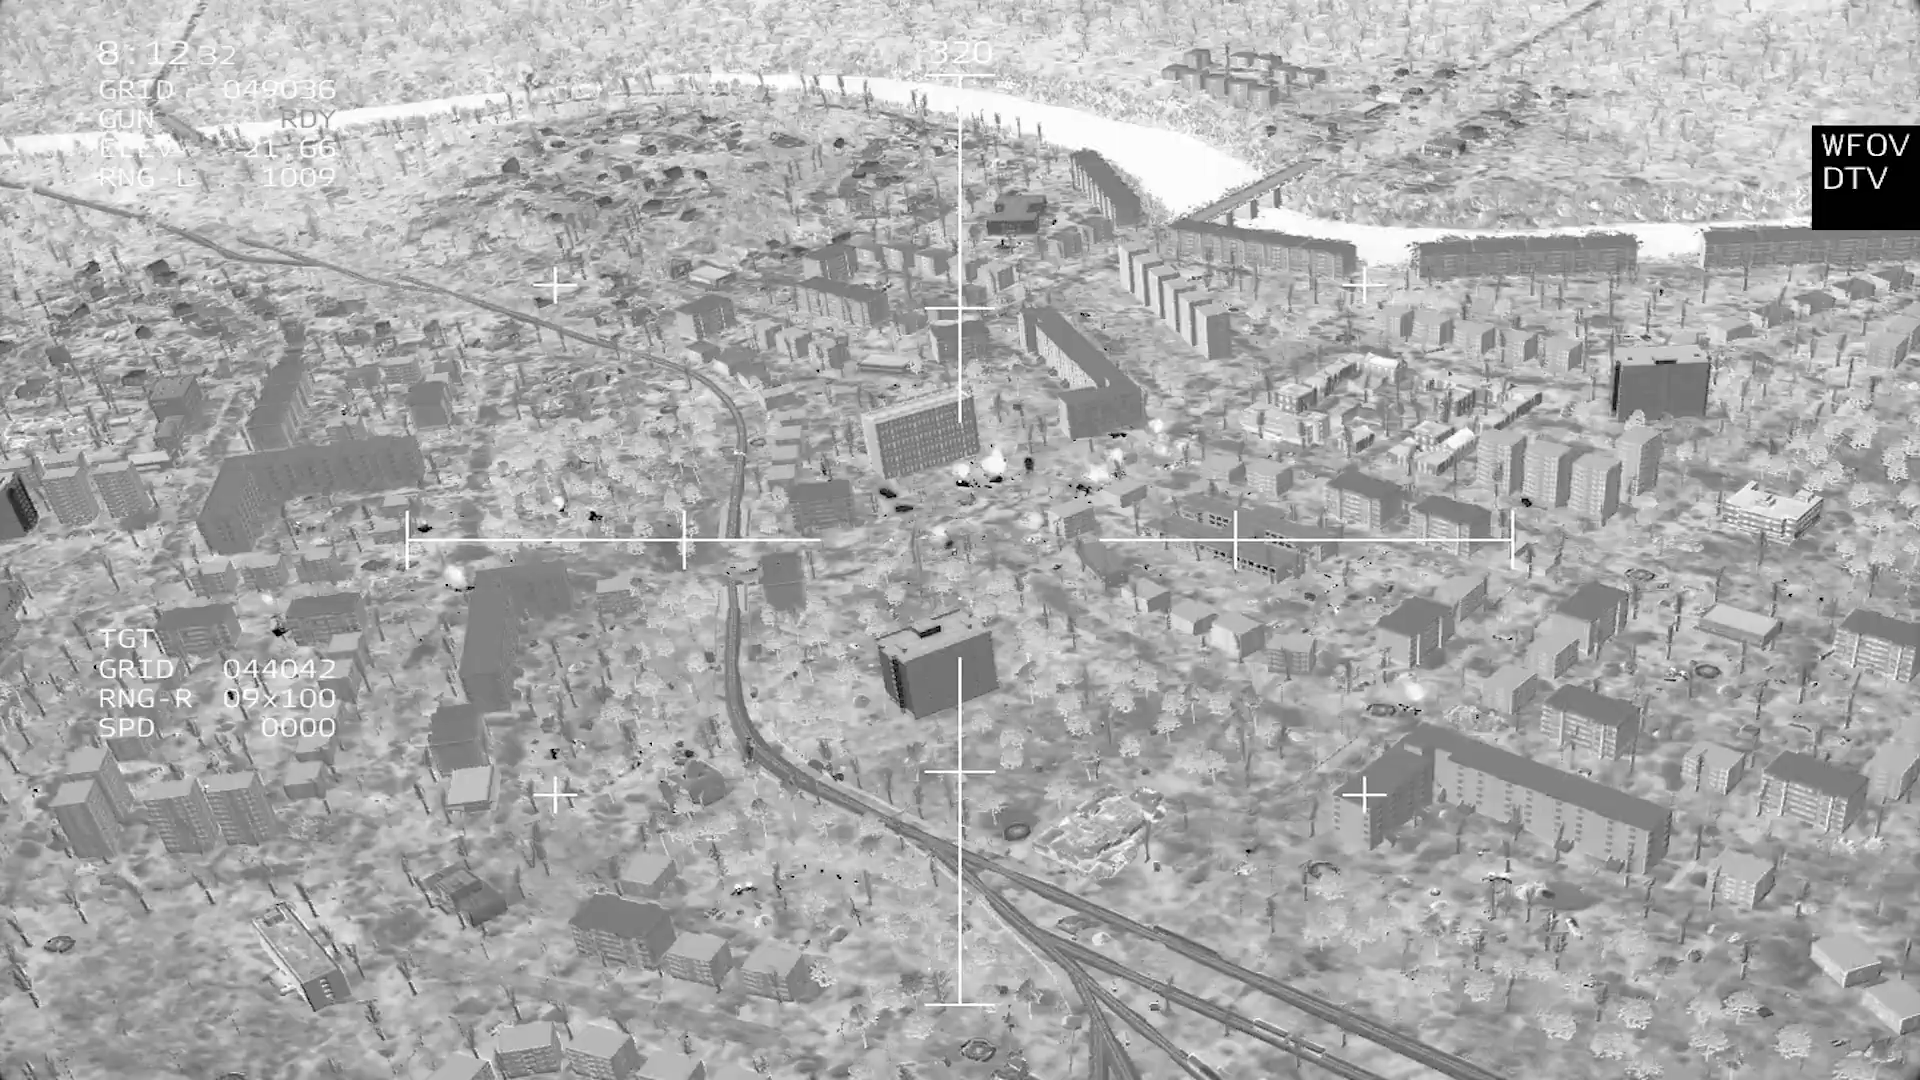 8:12 32
GRID . 049036
GUN RDY
ELEV . 21 66
RNG-L . 1009
320
WFOV
DTV
TGT
GRID 044042
RNG-R 09x100
SPD . 0000